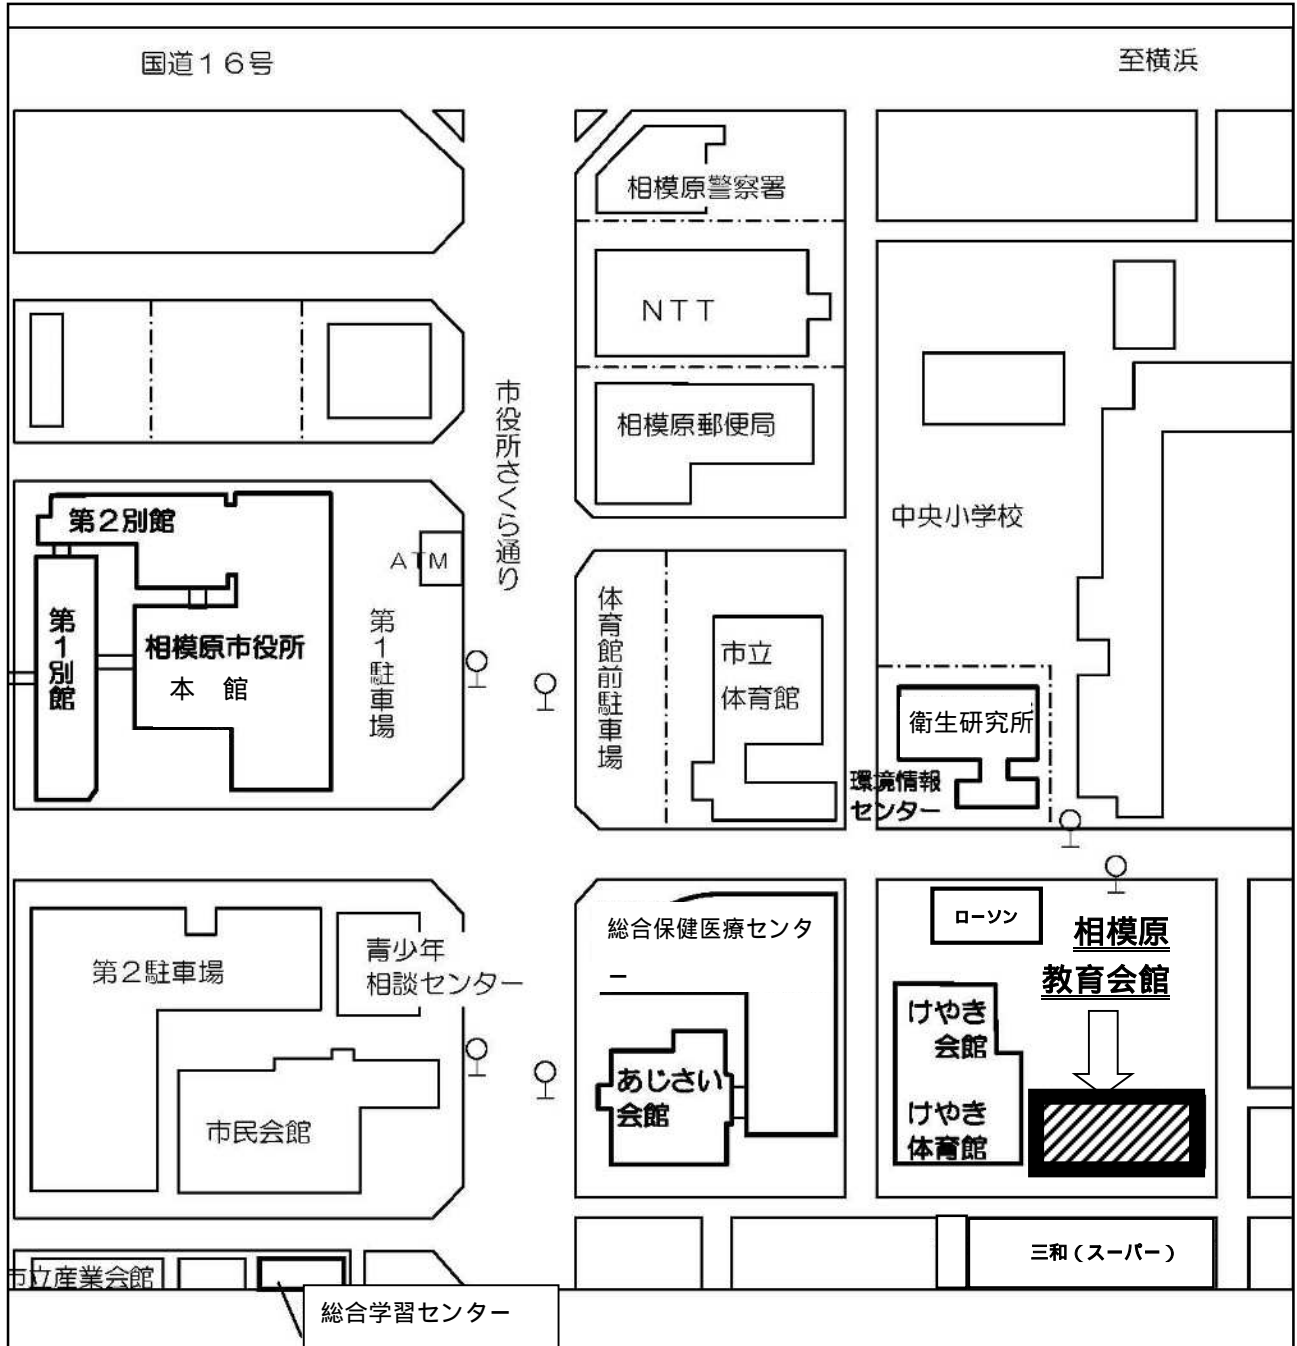 国道１６号
至横浜
相模原警察署
ＮＴＴ
相模原郵便局
市役所さくら通り
中央小学校
第２別館
第１別館
相模原市役所
本　館
ＡＴＭ
第１駐車場
体育館前駐車場
市立
体育館
衛生研究所
環境情報
センター
第２駐車場
青少年
相談センター
市民会館
総合保健医療センタ
ー
あじさい
会館
ローソン
相模原
教育会館
けやき
会館
けやき
体育館
三和（スーパー）
市立産業会館
総合学習センター